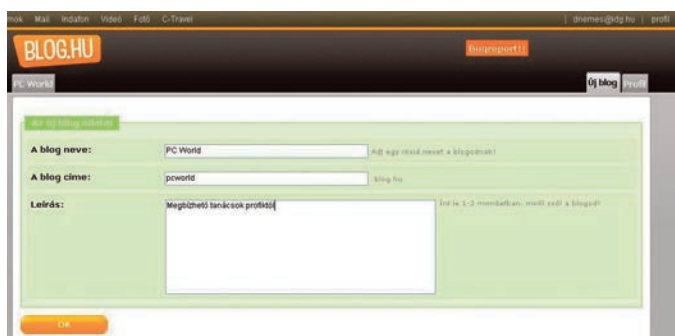 mok Mail Indafon Videó Fotó C-Travel | dnemes@idg.hu | profil
BLOG.HU
Bugreport!!
PC World Új blog Profil
Az új blog adatai
A blog neve: PC World Adj egy rövid nevet a blogodnak!
A blog címe: pcworld blog.hu
Leírás: Megbízható tanácsok profiktól Írd le 1-2 mondatban, miről szól a blogod!
OK